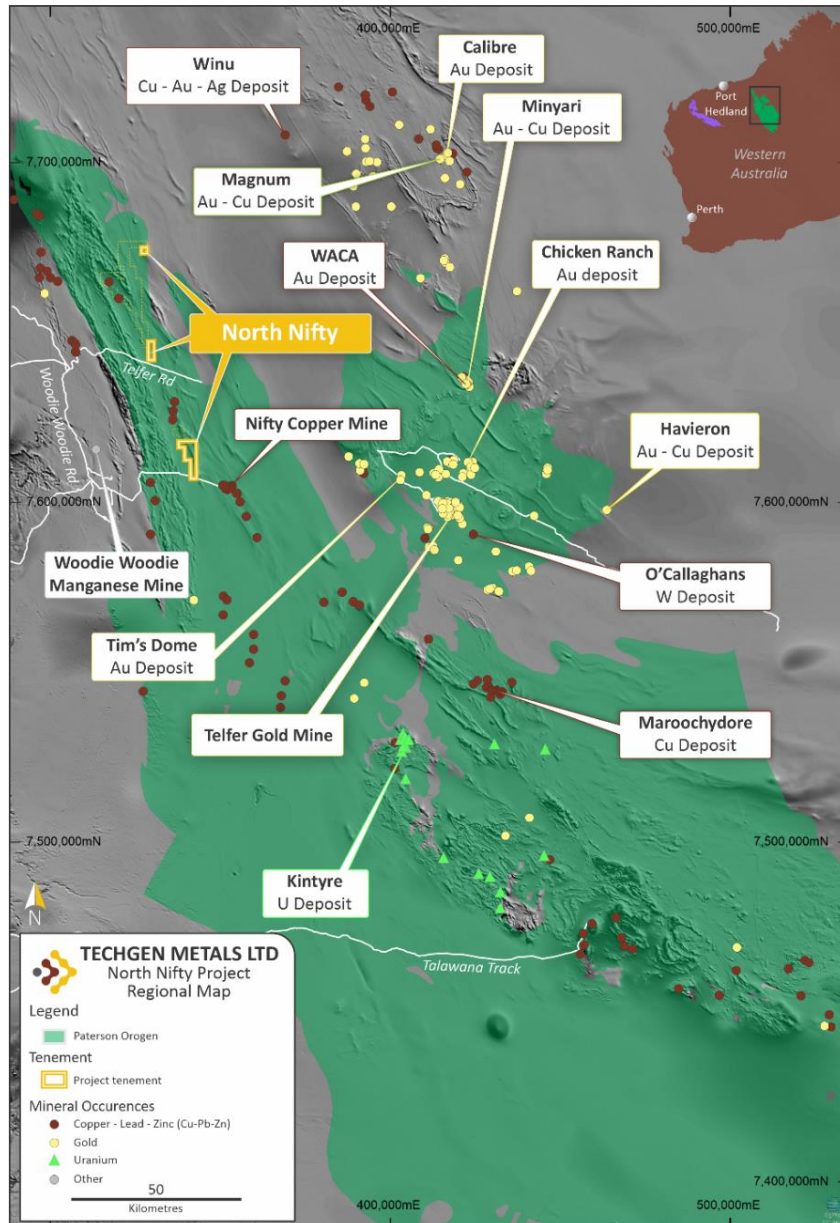 400,000mE
500,000mE
Winu
Cu - Au - Ag Deposit
Calibre
Au Deposit
Minyari
Au - Cu Deposit
Port
Hedland
Western
Australia
Perth
7,700,000mN
7,700,000mN
Magnum
Au - Cu Deposit
WACA
Au Deposit
Chicken Ranch
Au deposit
North Nifty
Telfer Rd
Woodie Woodie Rd
Nifty Copper Mine
Havieron
Au - Cu Deposit
7,600,000mN
7,600,000mN
Woodie Woodie
Manganese Mine
O'Callaghans
W Deposit
Tim's Dome
Au Deposit
Telfer Gold Mine
Maroochydore
Cu Deposit
7,500,000mN
7,500,000mN
Kintyre
U Deposit
N
Talawana Track
TECHGEN METALS LTD
North Nifty Project
Regional Map
Legend
Paterson Orogen
Tenement
Project tenement
Mineral Occurences
Copper - Lead - Zinc (Cu-Pb-Zn)
Gold
Uranium
Other
50
Kilometres
7,400,000mN
400,000mE
500,000mE